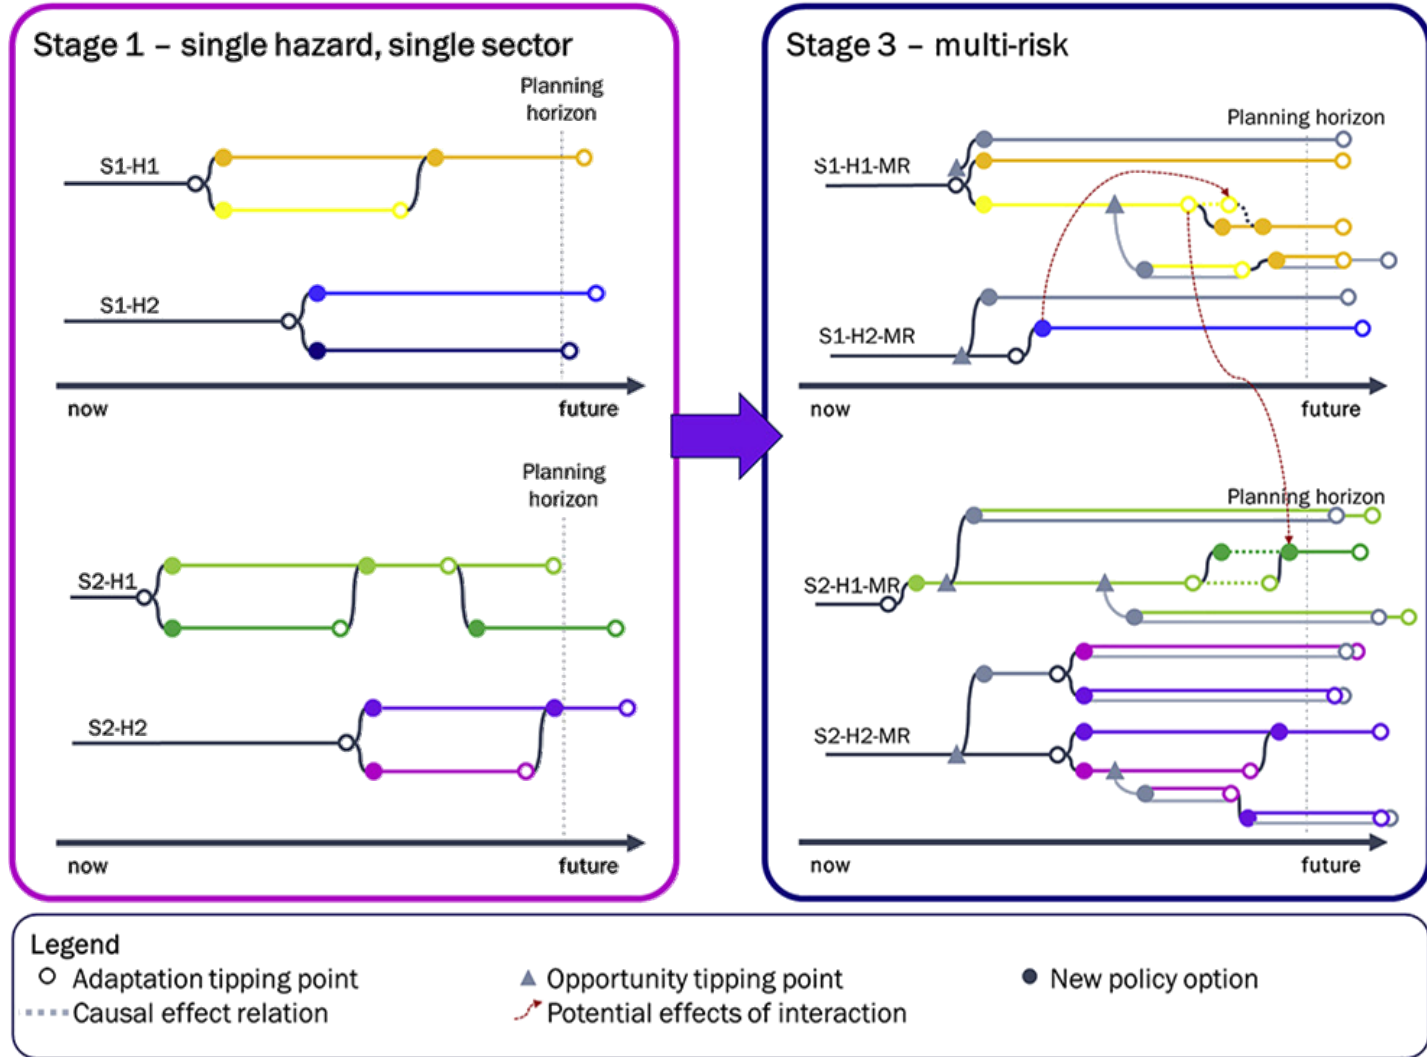 Stage 1 – single hazard, single sector
Planning
horizon
S1-H1
S1-H2
now
future
Planning
horizon
S2-H1
S2-H2
now
future
Stage 3 – multi-risk
Planning horizon
S1-H1-MR
S1-H2-MR
now
future
Planning horizon
S2-H1-MR
S2-H2-MR
now
future
Legend
Adaptation tipping point
Opportunity tipping point
New policy option
Causal effect relation
Potential effects of interaction